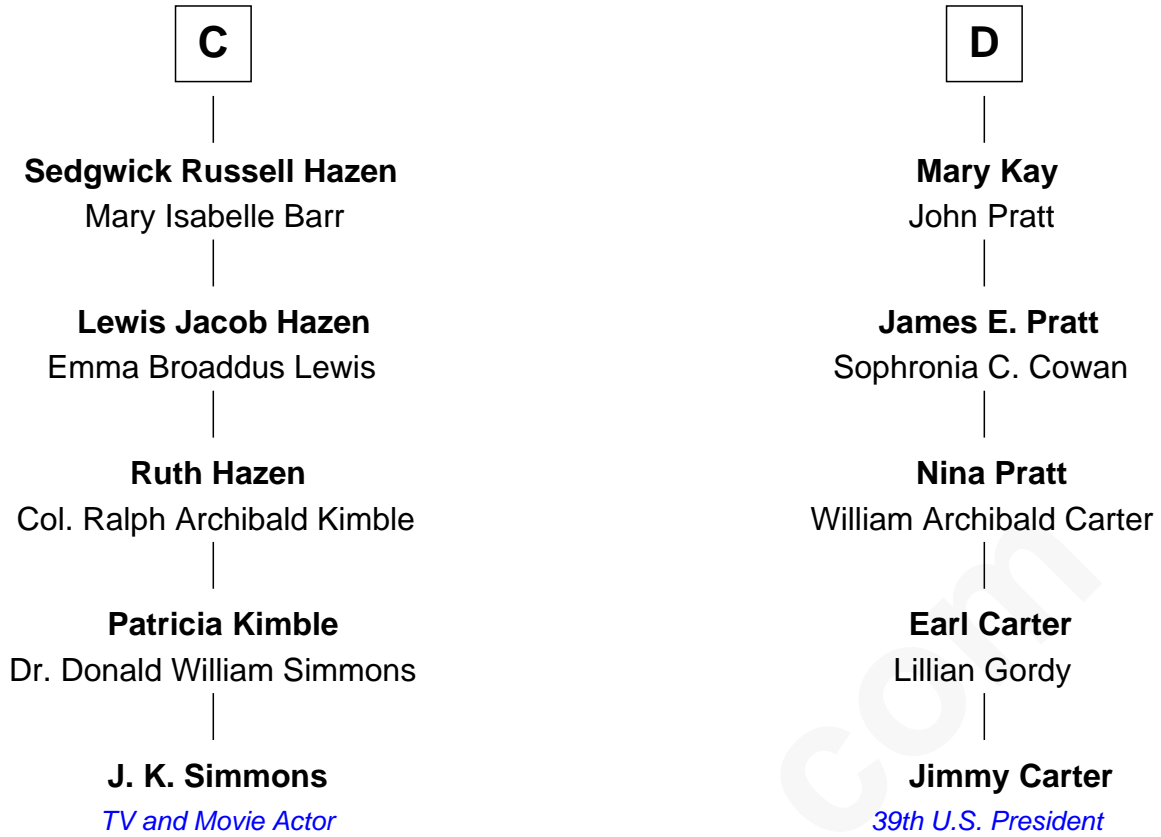 C
Sedgwick Russell Hazen
Mary Isabelle Barr
Lewis Jacob Hazen
Emma Broaddus Lewis
Ruth Hazen
Col. Ralph Archibald Kimble
Patricia Kimble
Dr. Donald William Simmons
J. K. Simmons
TV and Movie Actor
D
Mary Kay
John Pratt
James E. Pratt
Sophronia C. Cowan
Nina Pratt
William Archibald Carter
Earl Carter
Lillian Gordy
Jimmy Carter
39th U.S. President
com